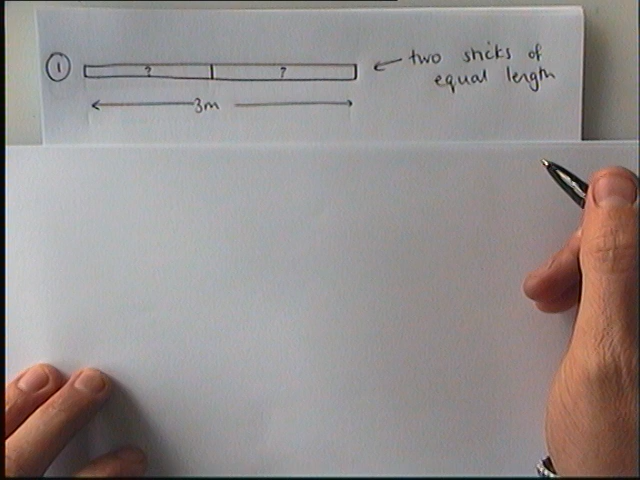 ① ? ?
3m
two sticks of
equal length